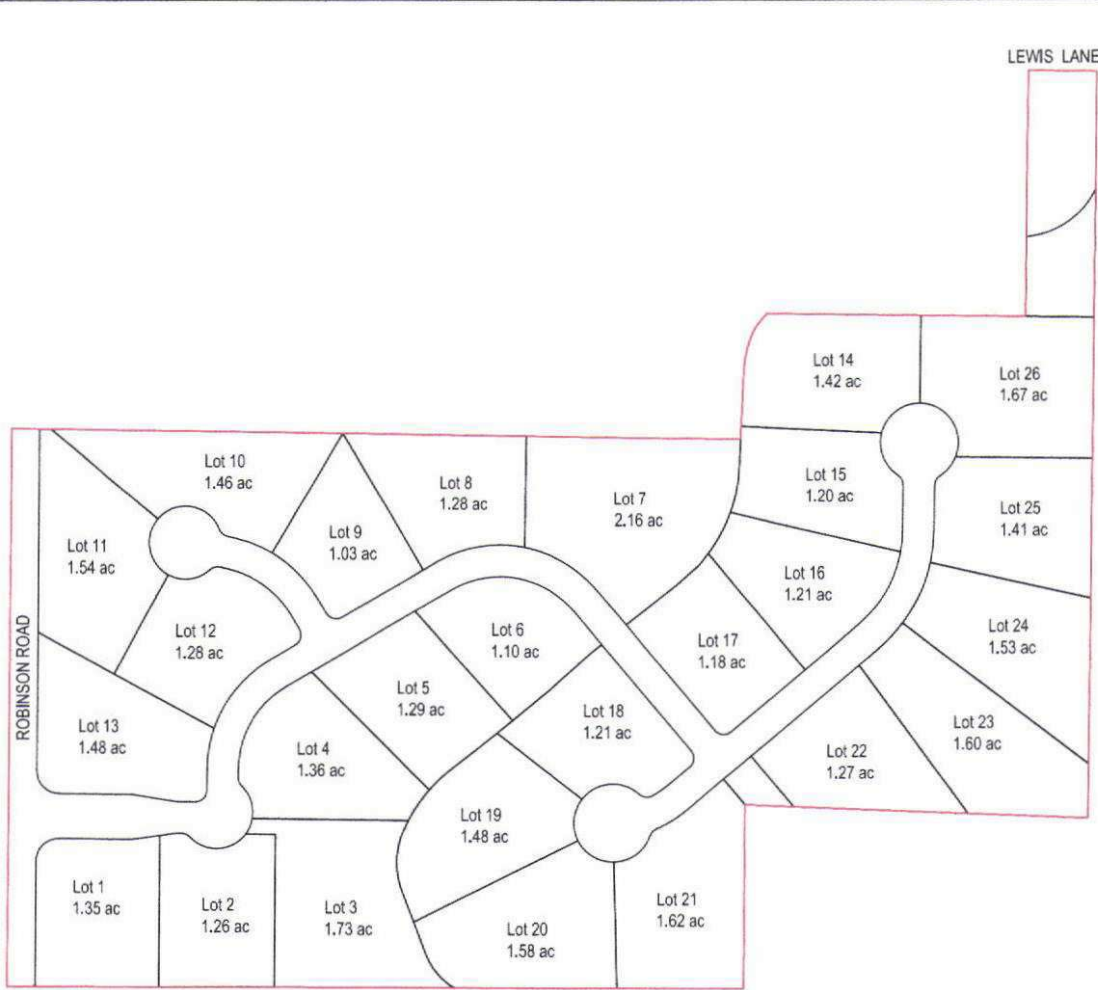 LEWIS LANE
Lot 14
1.42 ac
Lot 26
1.67 ac
Lot 10
1.46 ac
Lot 8
1.28 ac
Lot 7
2.16 ac
Lot 15
1.20 ac
Lot 25
1.41 ac
Lot 11
1.54 ac
Lot 9
1.03 ac
Lot 16
1.21 ac
Lot 12
1.28 ac
Lot 6
1.10 ac
Lot 17
1.18 ac
Lot 24
1.53 ac
ROBINSON ROAD
Lot 5
1.29 ac
Lot 13
1.48 ac
Lot 18
1.21 ac
Lot 23
1.60 ac
Lot 4
1.36 ac
Lot 22
1.27 ac
Lot 19
1.48 ac
Lot 1
1.35 ac
Lot 2
1.26 ac
Lot 3
1.73 ac
Lot 20
1.58 ac
Lot 21
1.62 ac